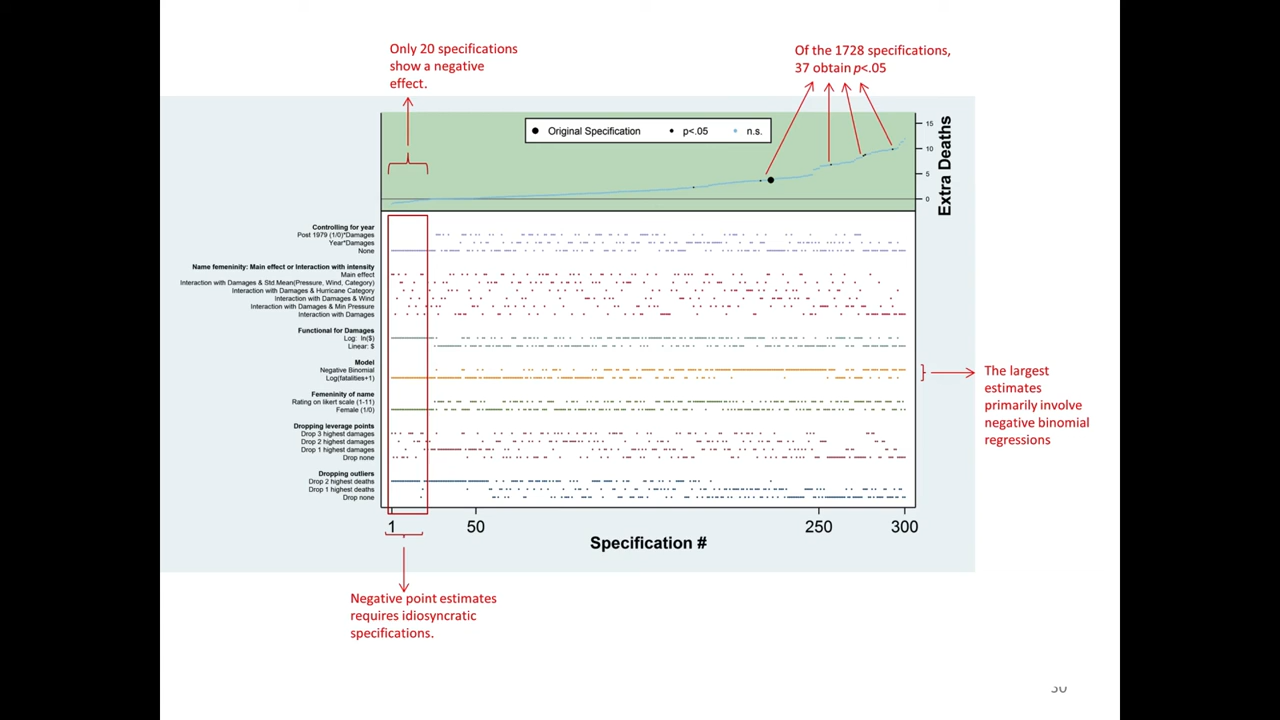 Only 20 specifications
show a negative
effect.
Of the 1728 specifications,
37 obtain p<.05
Original Specification
p<.05
n.s.
15
10
5
0
Extra Deaths
Controlling for year
Post 1979 (1/0)*Damages
Year*Damages
None
Name femeninity: Main effect or Interaction with intensity
Main effect
Interaction with Damages & Std.Mean(Pressure, Wind, Category)
Interaction with Damages & Hurricane Category
Interaction with Damages & Wind
Interaction with Damages & Min Pressure
Interaction with Damages
Functional for Damages
Log: ln($)
Linear: $
Model
Negative Binomial
Log(fatalities+1)
The largest
estimates
primarily involve
negative binomial
regressions
Femeninity of name
Rating on likert scale (1-11)
Female (1/0)
Dropping leverage points
Drop 3 highest damages
Drop 2 highest damages
Drop 1 highest damages
Drop none
Dropping outliers
Drop 2 highest deaths
Drop 1 highest deaths
Drop none
1
50
250
300
Specification #
Negative point estimates
requires idiosyncratic
specifications.
30